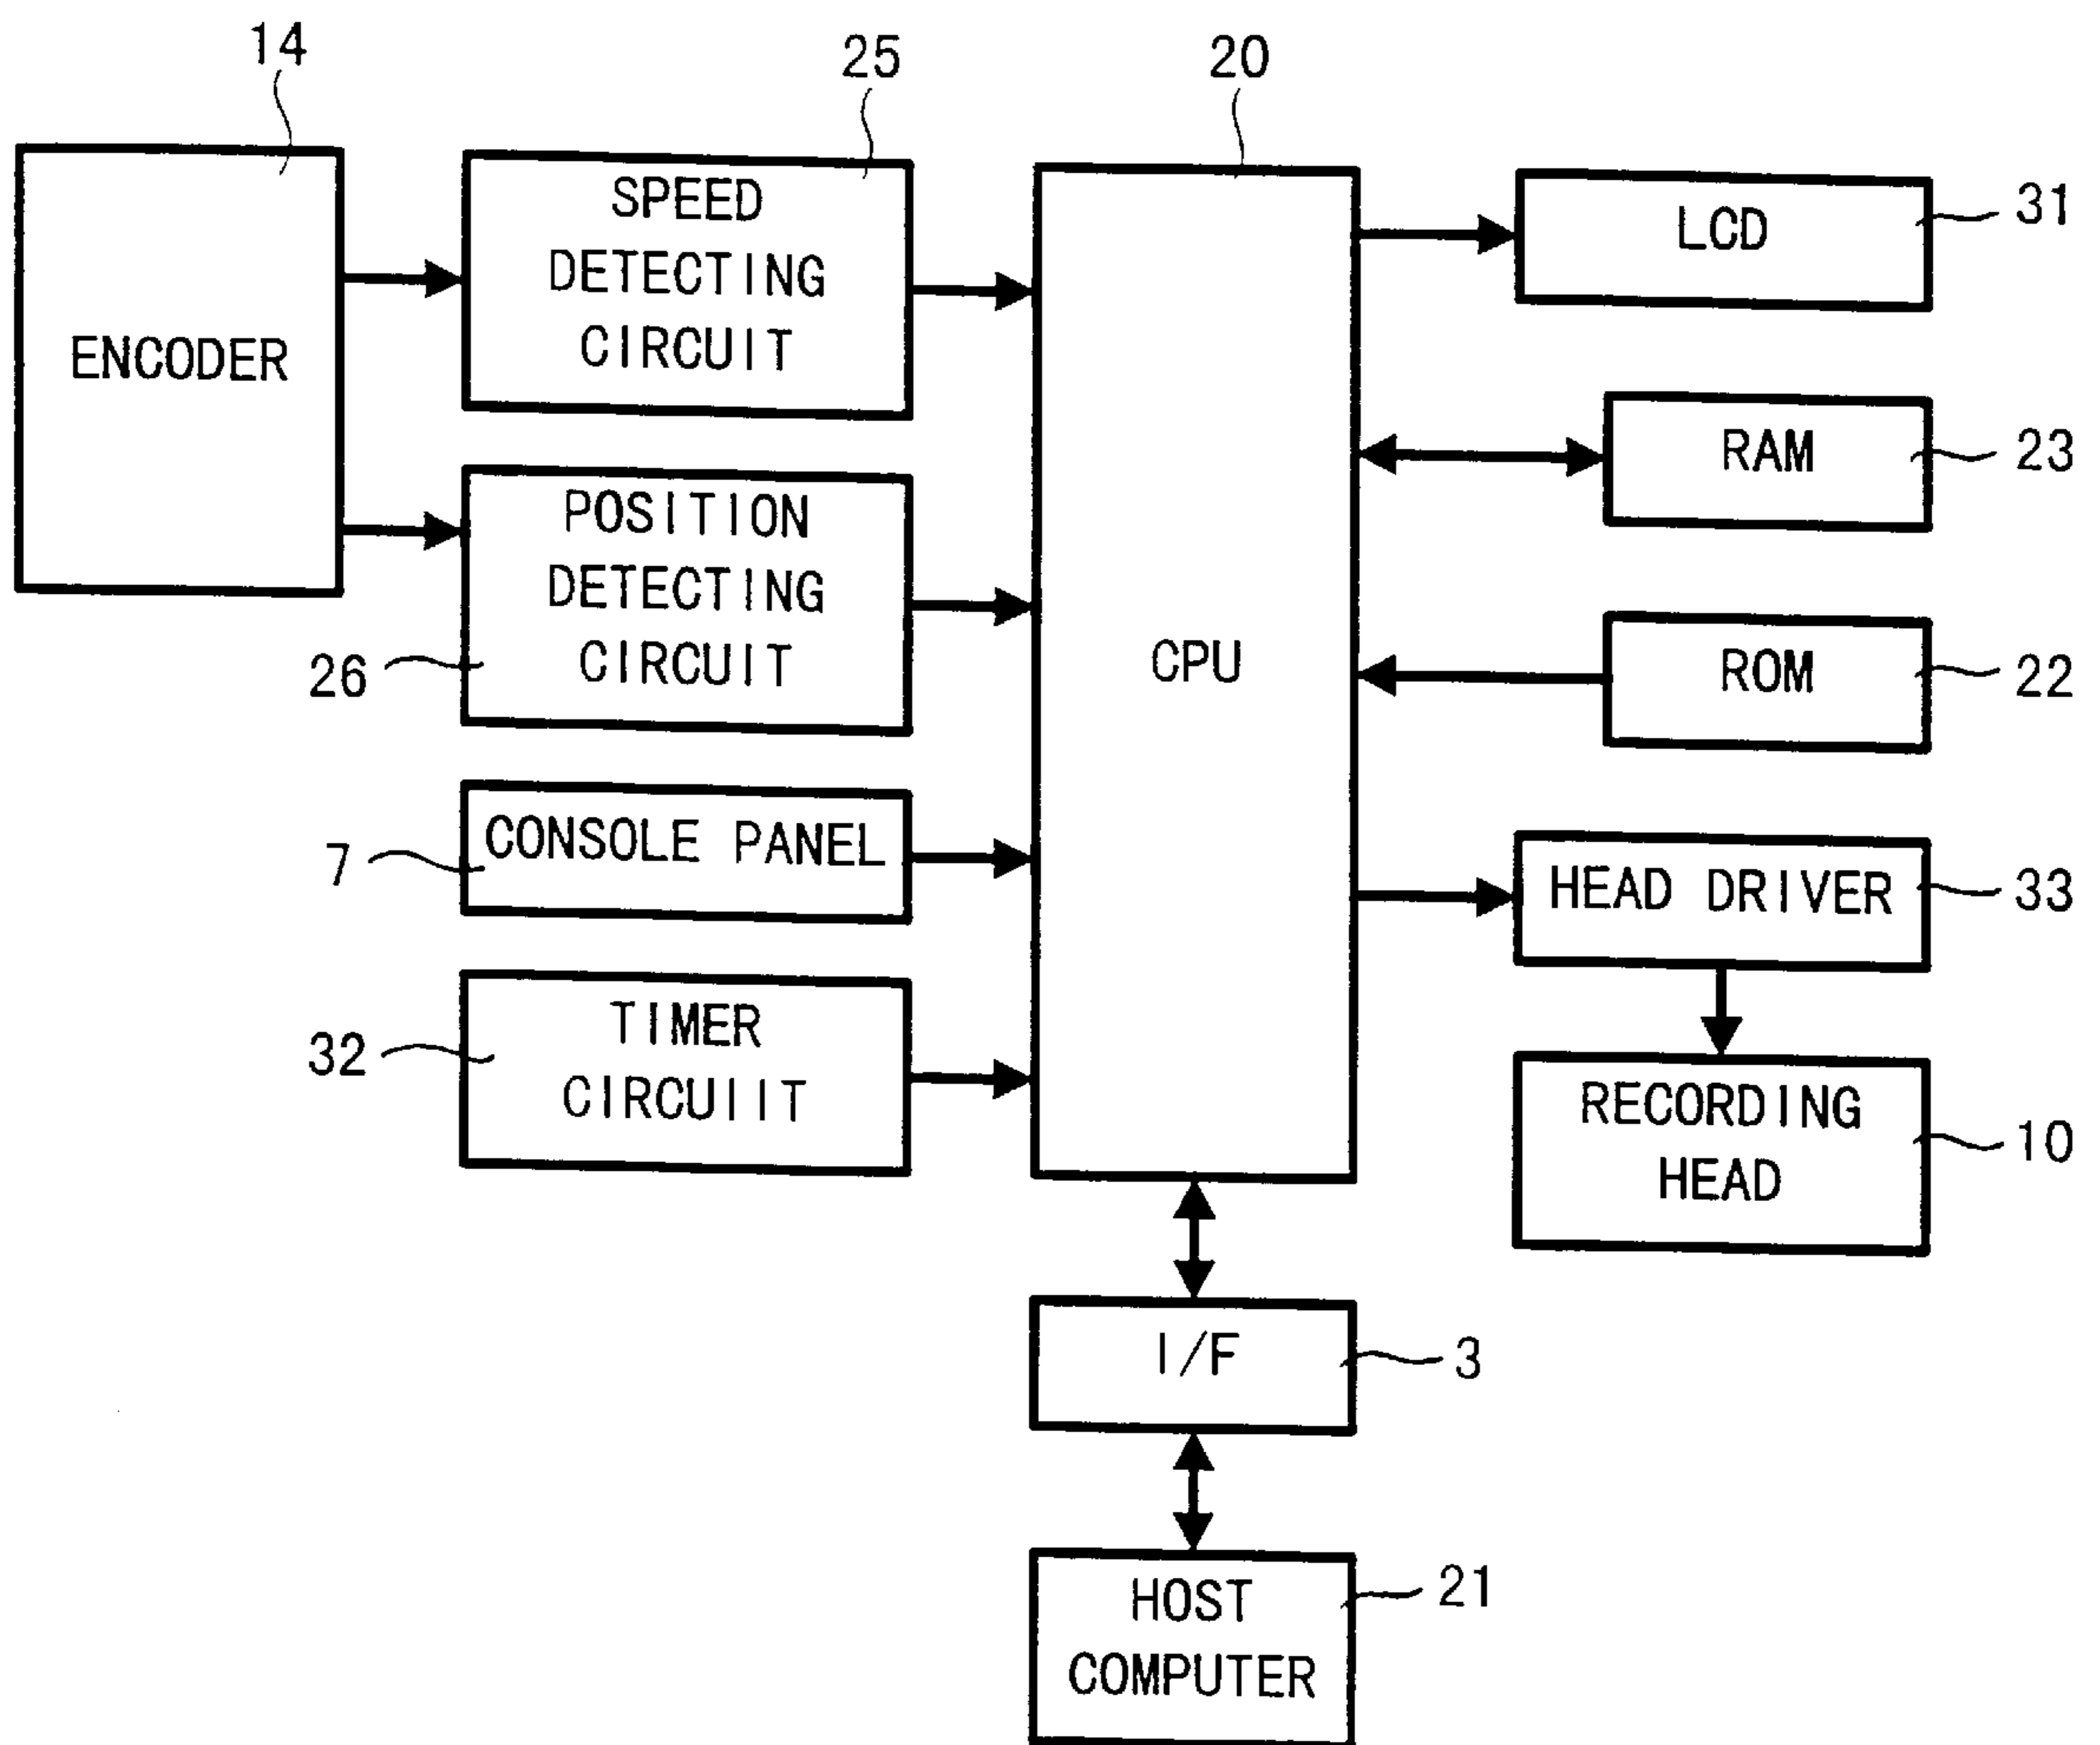 14
25
20
ENCODER
SPEED
DETECTING
CIRCUIT
LCD
31
POSITION
DETECTING
CIRCUIT
26
CPU
RAM
23
ROM
22
CONSOLE PANEL
7
HEAD DRIVER
33
TIMER
CIRCUIIT
32
RECORDING
HEAD
10
I/F
3
HOST
COMPUTER
21